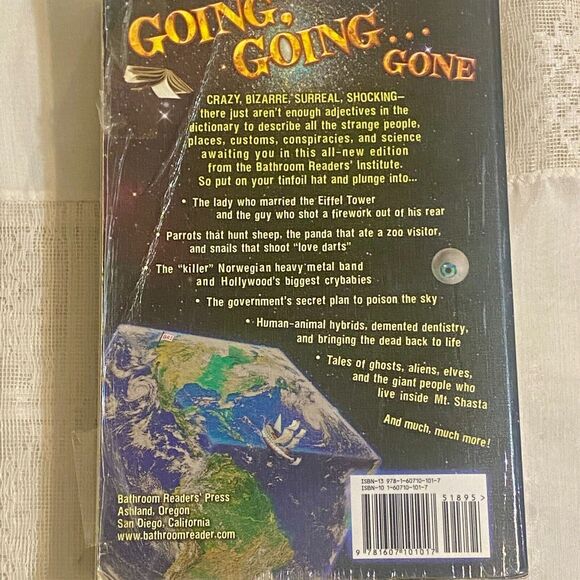 GOING,
GOING...
GONE
CRAZY, BIZARRE, SURREAL, SHOCKING—
there just aren't enough adjectives in the
dictionary to describe all the strange people,
places, customs, conspiracies, and science
awaiting you in this all-new edition
from the Bathroom Readers' Institute.
So put on your tinfoil hat and plunge into...
• The lady who married the Eiffel Tower
and the guy who shot a firework out of his rear
• Parrots that hunt sheep, the panda that ate a zoo visitor,
and snails that shoot "love darts"
• The "killer" Norwegian heavy metal band
and Hollywood's biggest crybabies
• The government's secret plan to poison the sky
• Human-animal hybrids, demented dentistry,
and bringing the dead back to life
• Tales of ghosts, aliens, elves,
and the giant people who
live inside Mt. Shasta
And much, much more!
ISBN-13 978-1-60710-101-7
ISBN-10 1-60710-101-7
51895>
9781607101017
Bathroom Readers' Press
Ashland, Oregon
San Diego, California
www.bathroomreader.com